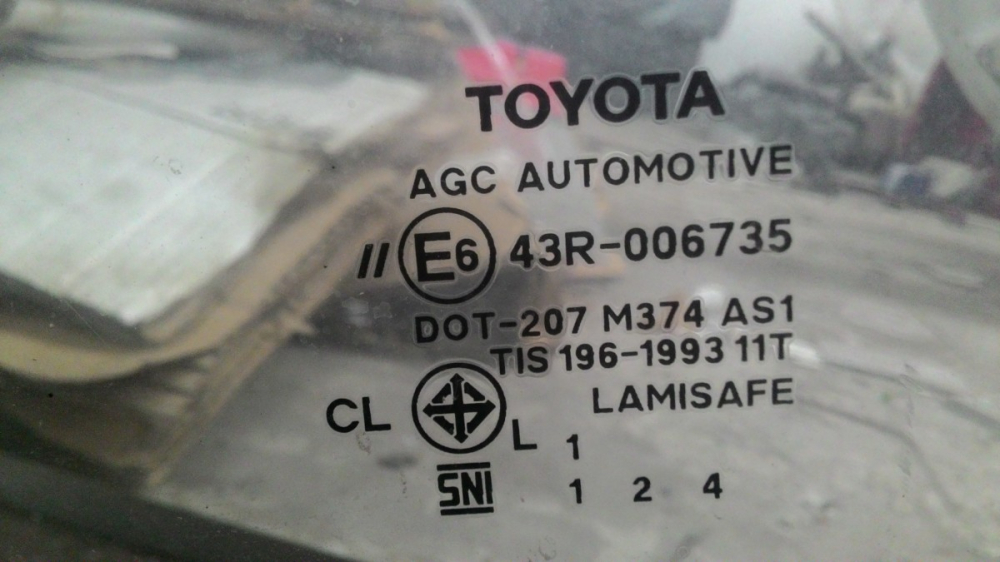 TOYOTA
AGC AUTOMOTIVE
II E6 43R-006735
DOT-207 M374 AS1
TIS 196-1993 11T
LAMISAFE
CL L 1
SNI 1 2 4